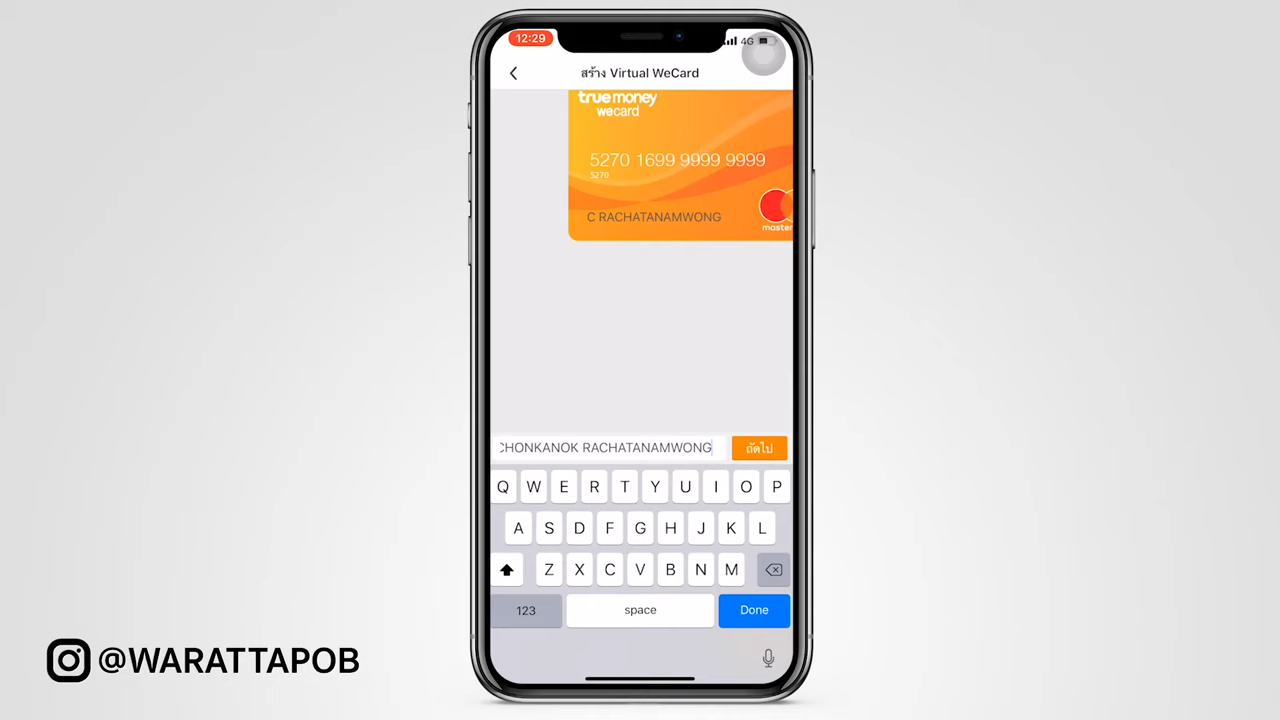 12:29
4G
สร้าง Virtual WeCard
truemoney
wecard
5270 1699 9999 9999
5270
C RACHATANAMWONG
master
CHONKANOK RACHATANAMWONG
ถัดไป
Q W E R T Y U I O P
A S D F G H J K L
Z X C V B N M
123
space
Done
@WARATTAPOB